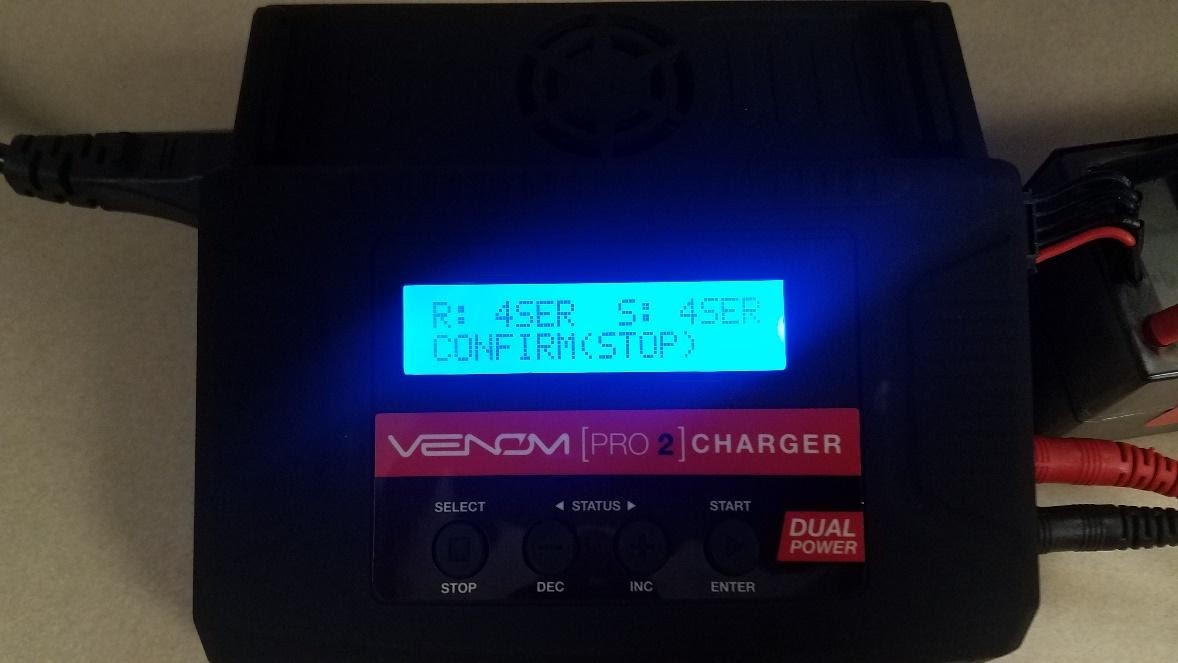 R: 4SER S: 4SER
CONFIRM(STOP)
VENOM [PRO 2] CHARGER
SELECT ◄ STATUS ► START
DUAL
POWER
STOP DEC INC ENTER